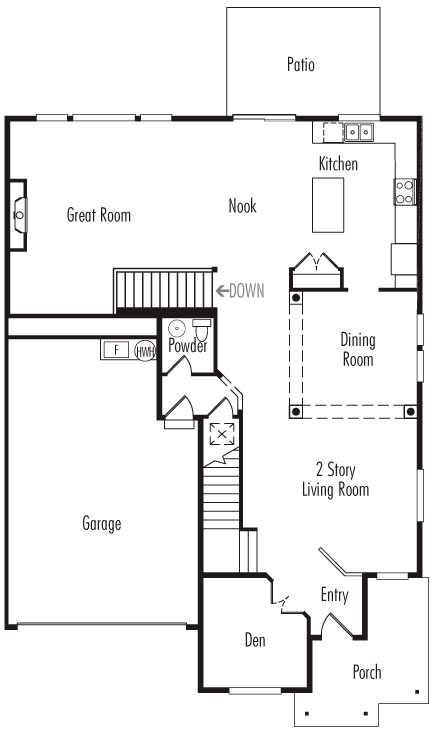 Patio
Kitchen
Great Room
Nook
DOWN
Dining
Room
Powder
F
HWH
2 Story
Living Room
Garage
Entry
Den
Porch